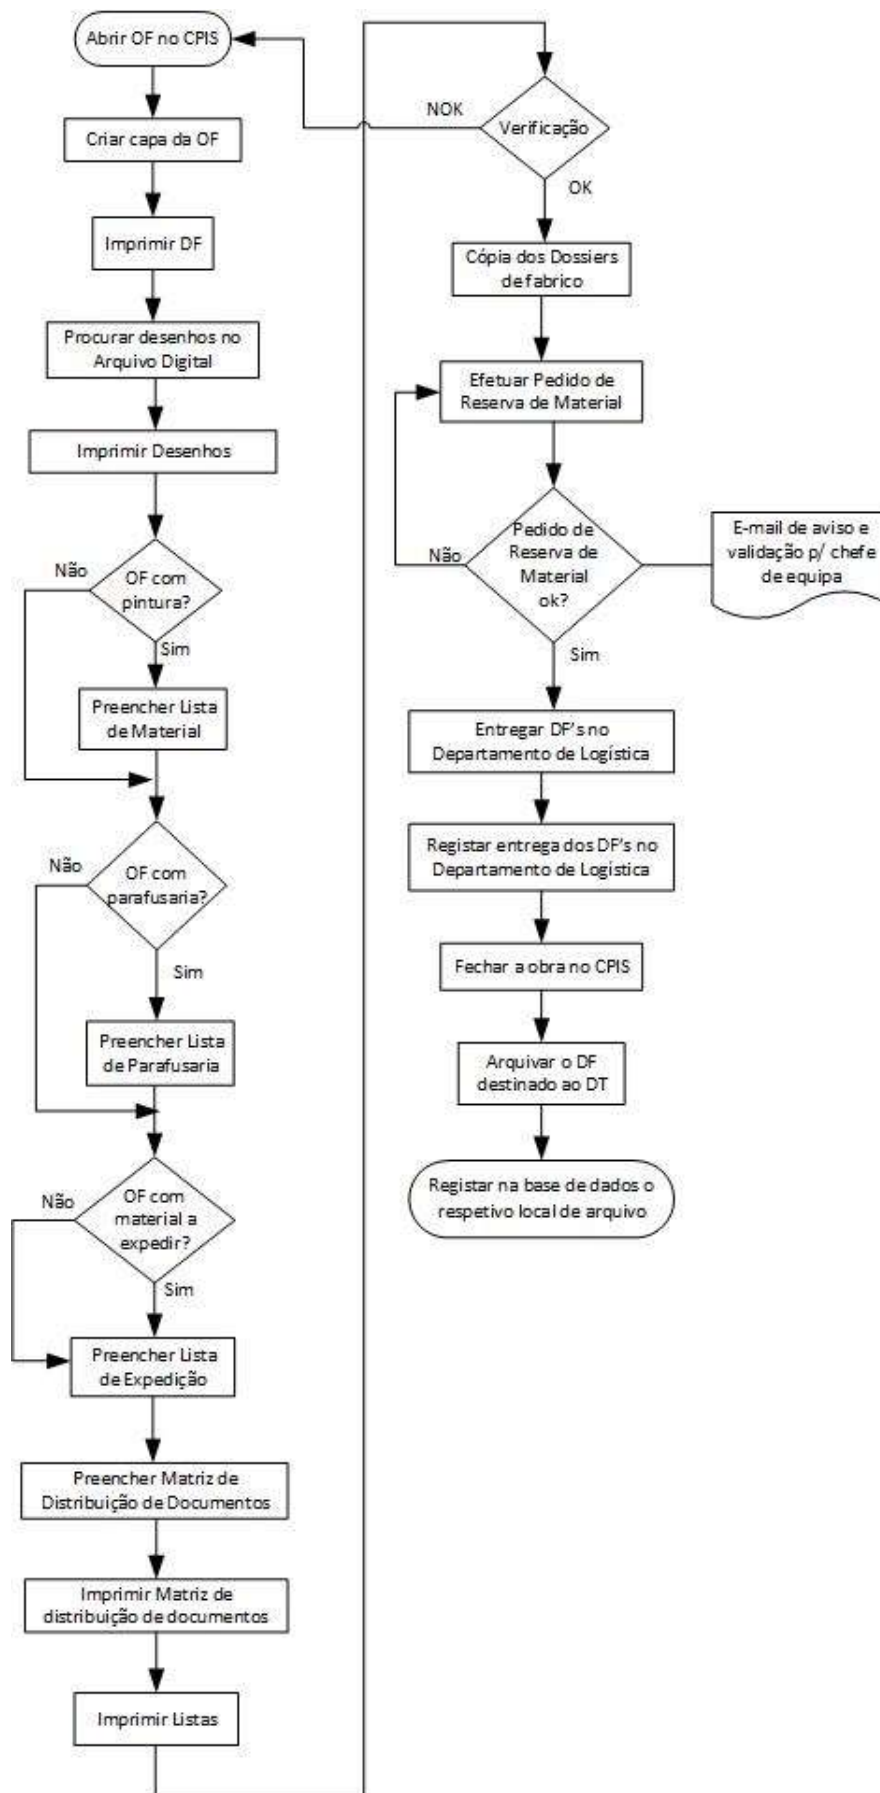 Abrir OF no CPIS
Criar capa da OF
Imprimir DF
Procurar desenhos no
Arquivo Digital
Imprimir Desenhos
Não
OF com
pintura?
Sim
Preencher Lista
de Material
Não
OF com
parafusaria?
Sim
Preencher Lista
de Parafusaria
Não
OF com
material a
expedir?
Sim
Preencher Lista
de Expedição
Preencher Matriz de
Distribuição de Documentos
Imprimir Matriz de
distribuição de documentos
Imprimir Listas
NOK
Verificação
OK
Cópia dos Dossiers
de fabrico
Efetuar Pedido de
Reserva de Material
Não
Pedido de
Reserva de
Material
ok?
Sim
E-mail de aviso e
validação p/ chefe
de equipa
Entregar DF's no
Departamento de Logística
Registar entrega dos DF's no
Departamento de Logística
Fechar a obra no CPIS
Arquivar o DF
destinado ao DT
Registar na base de dados o
respetivo local de arquivo